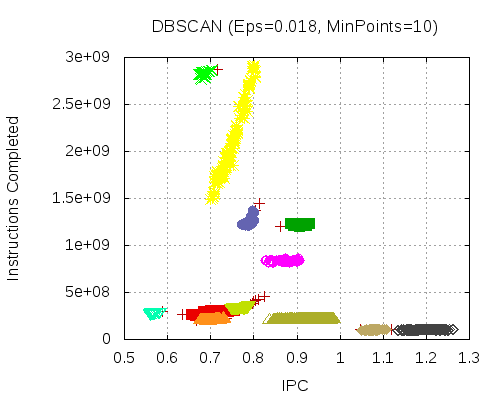 DBSCAN (Eps=0.018, MinPoints=10)
3e+09
2.5e+09
2e+09
1.5e+09
1e+09
5e+08
0
Instructions Completed
0.5 0.6 0.7 0.8 0.9 1 1.1 1.2 1.3
IPC